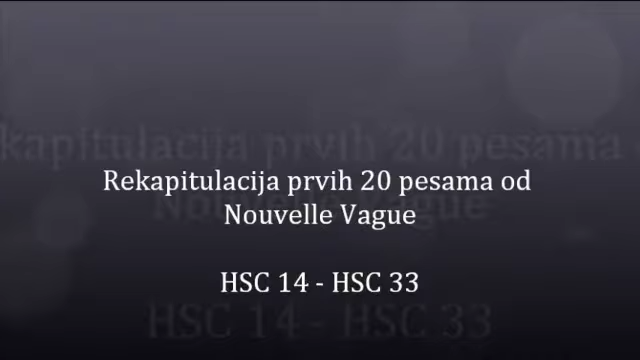 Rekapitulacija prvih 20 pesama od
Nouvelle Vague
HSC 14 - HSC 33